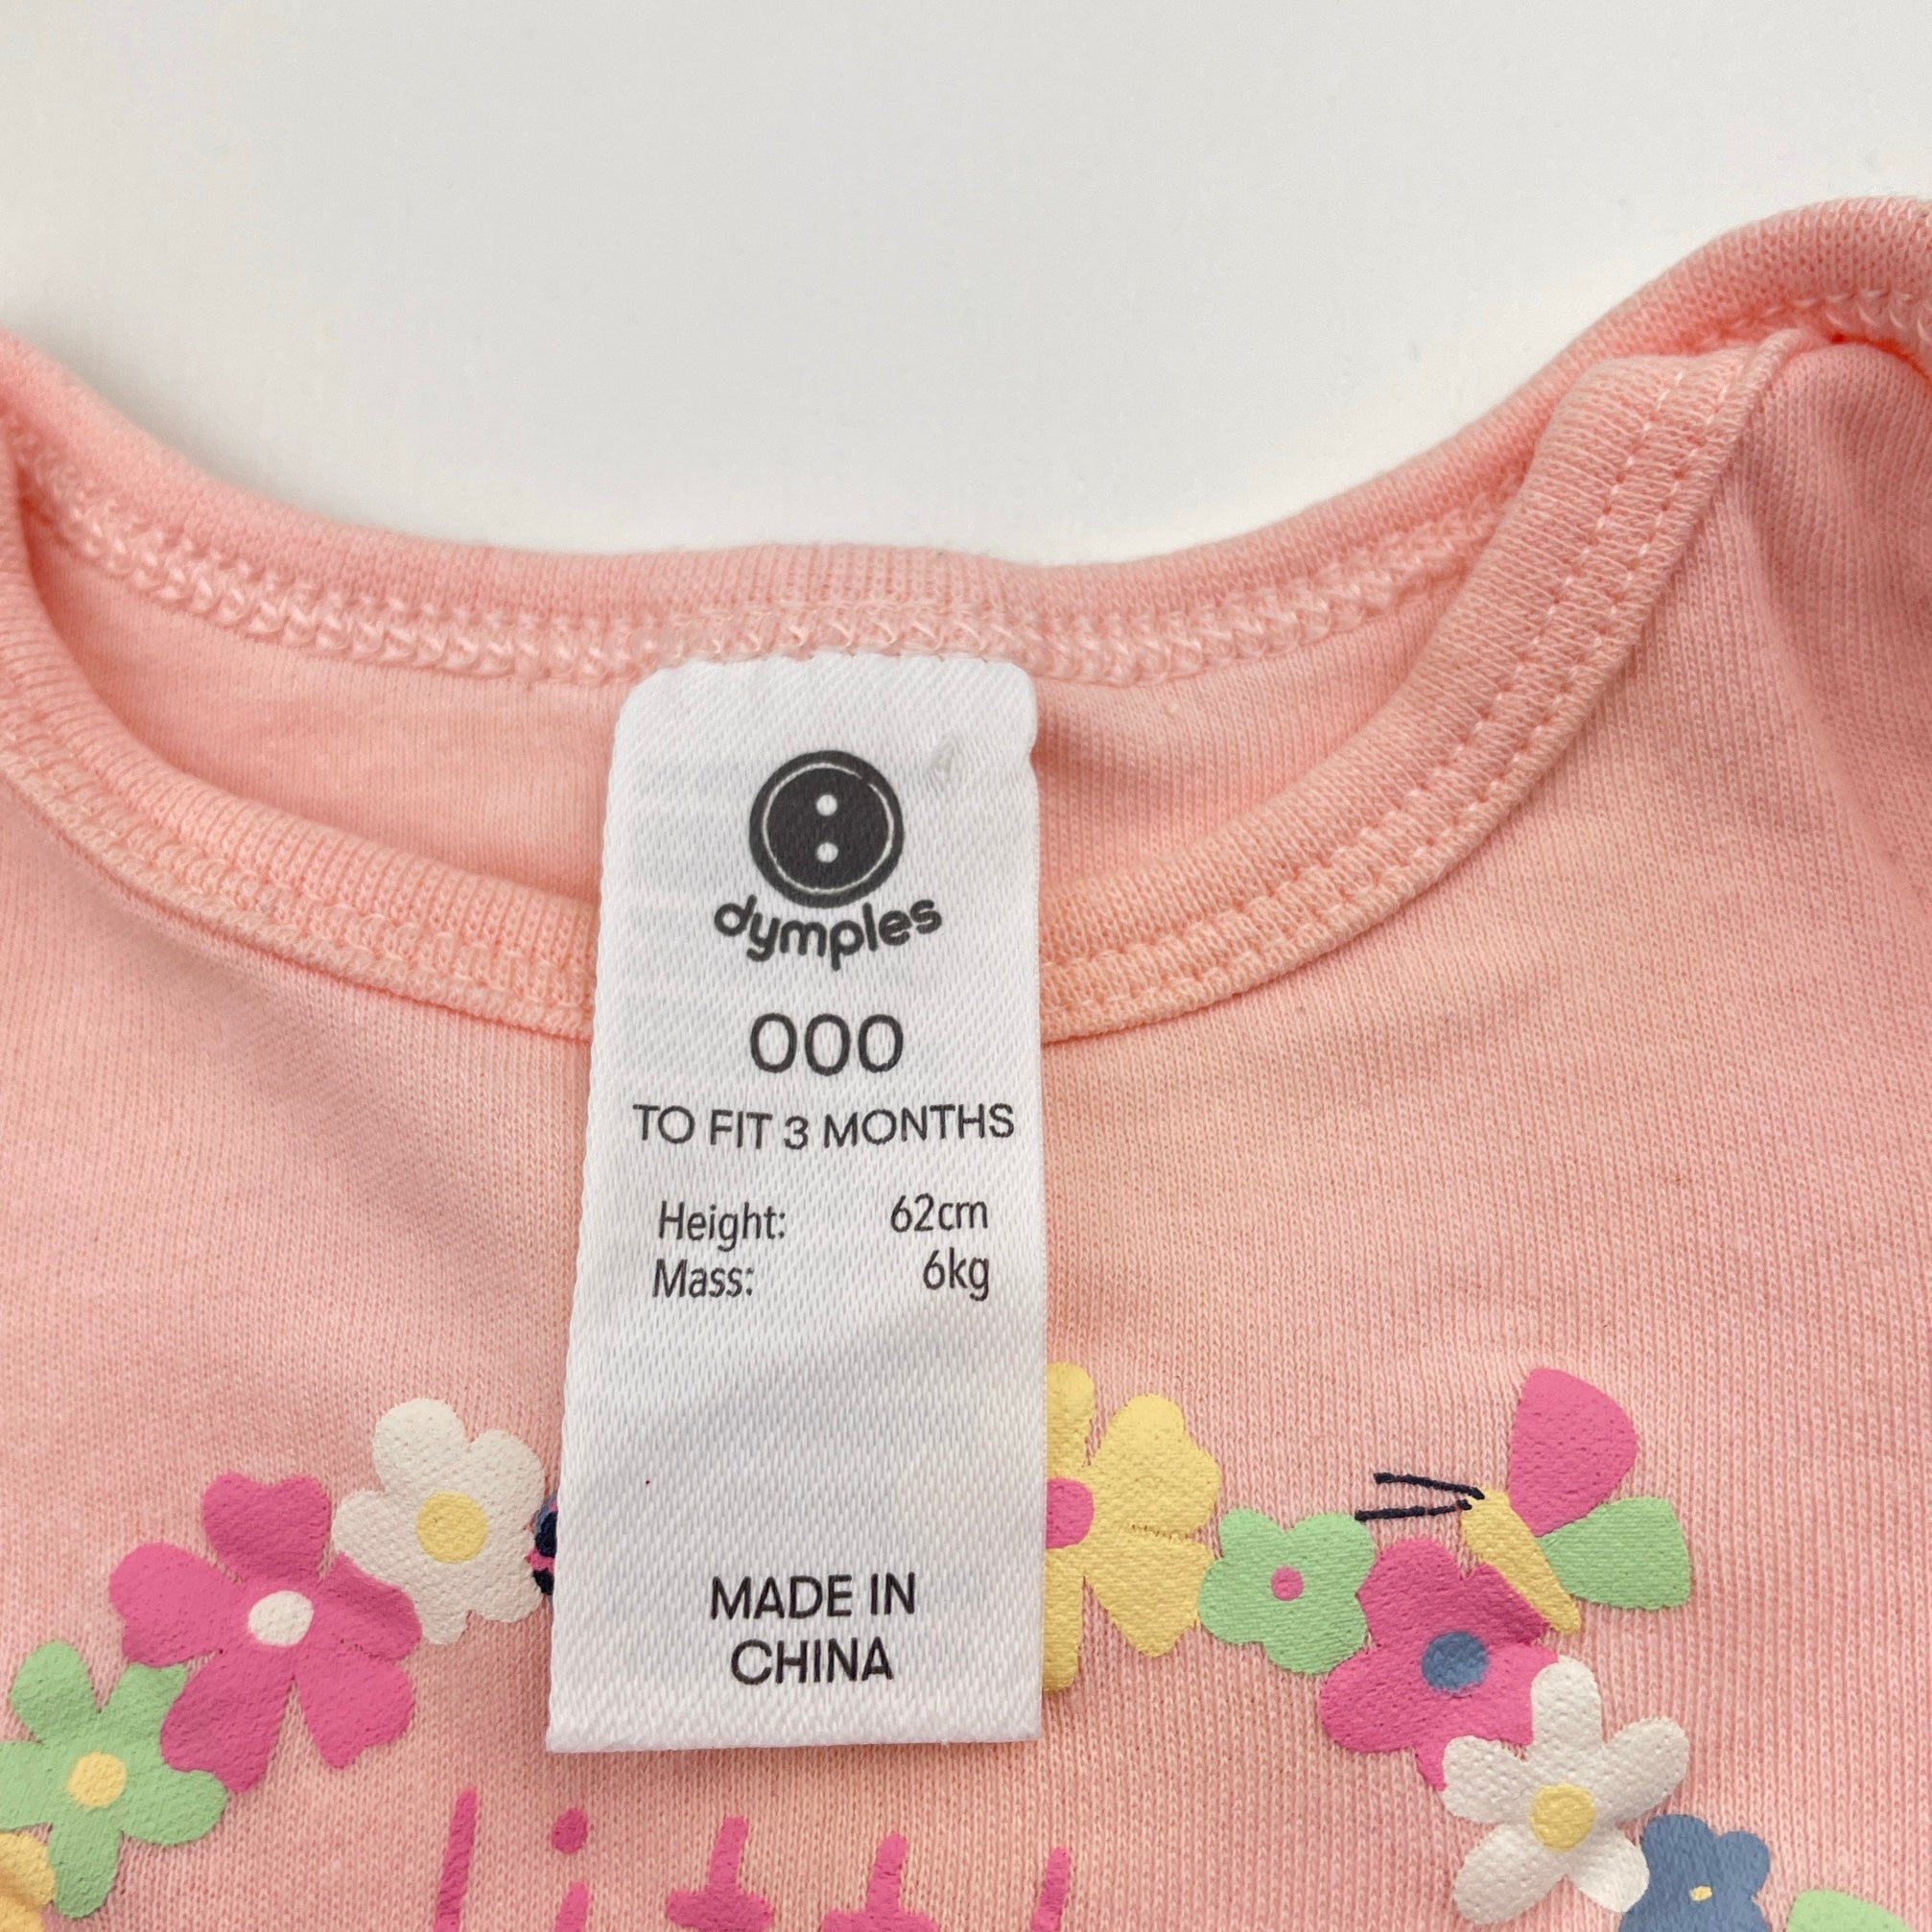 dymples
000
TO FIT 3 MONTHS
Height: 62cm
Mass: 6kg
MADE IN
CHINA